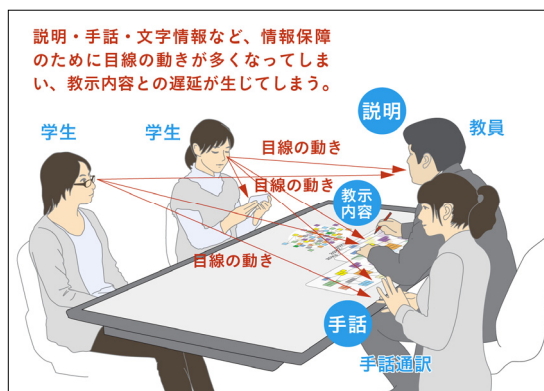 説明・手話・文字情報など、情報保障
のために目線の動きが多くなってしま
い、教示内容との遅延が生じてしまう。
学生
学生
説明
教員
目線の動き
目線の動き
教示
内容
目線の動き
手話
手話通訳